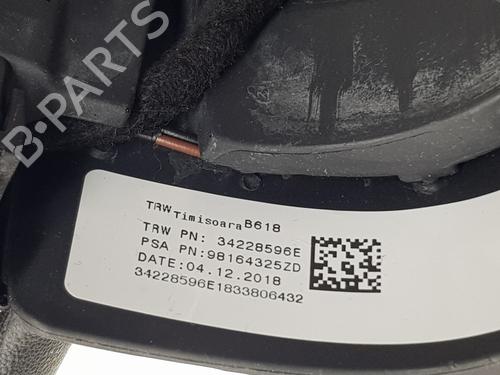 B-PARTS
TRW Timisoara B618
TRW PN: 34228596E
PSA PN:98164325ZD
DATE:04.12.2018
34228596E1833806432